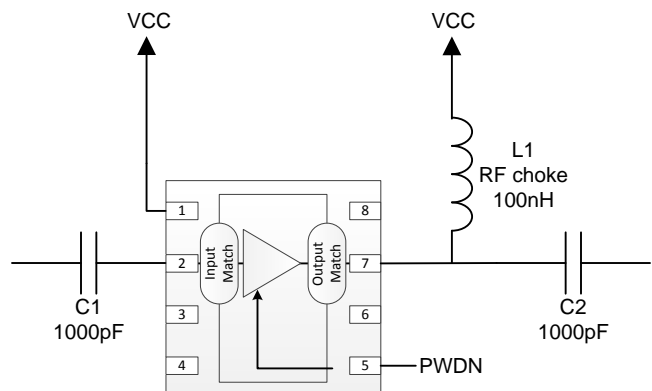 VCC
VCC
L1
RF choke
100nH
1
8
2
Input
Match
Output
Match
7
C1
1000pF
C2
1000pF
3
6
4
5
PWDN